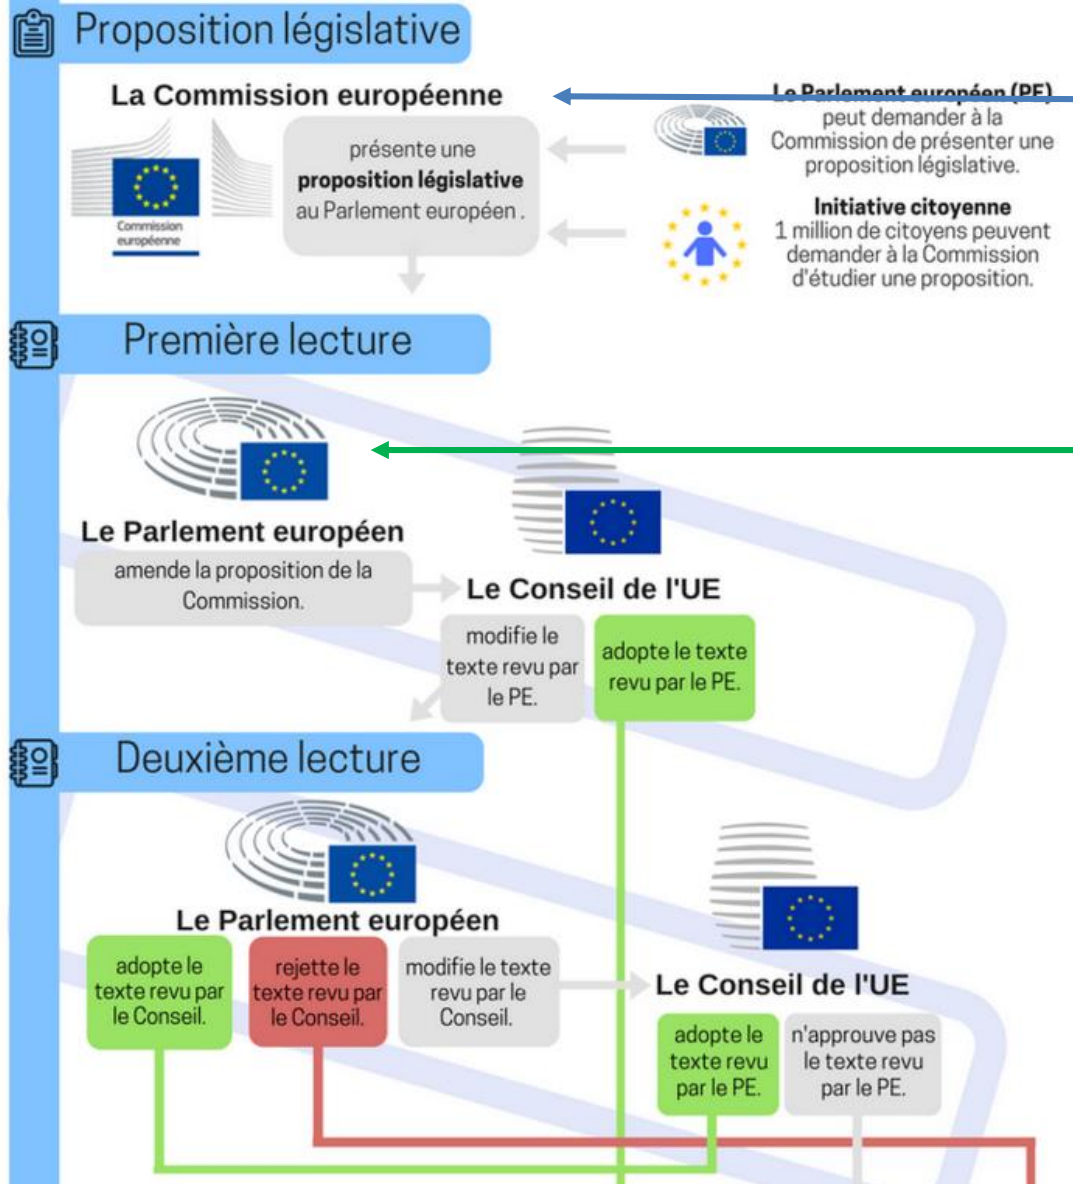 Proposition législative
La Commission européenne
Commission
européenne
présente une
proposition législative
au Parlement européen .
Le Parlement européen (PE)
peut demander à la
Commission de présenter une
proposition législative.
Initiative citoyenne
1 million de citoyens peuvent
demander à la Commission
d'étudier une proposition.
Première lecture
Le Parlement européen
amende la proposition de la
Commission.
Le Conseil de l'UE
modifie le
texte revu par
le PE.
adopte le texte
revu par le PE.
Deuxième lecture
Le Parlement européen
adopte le
texte revu par
le Conseil.
rejette le
texte revu par
le Conseil.
modifie le texte
revu par le
Conseil.
Le Conseil de l'UE
adopte le
texte revu
par le PE.
n'approuve pas
le texte revu
par le PE.